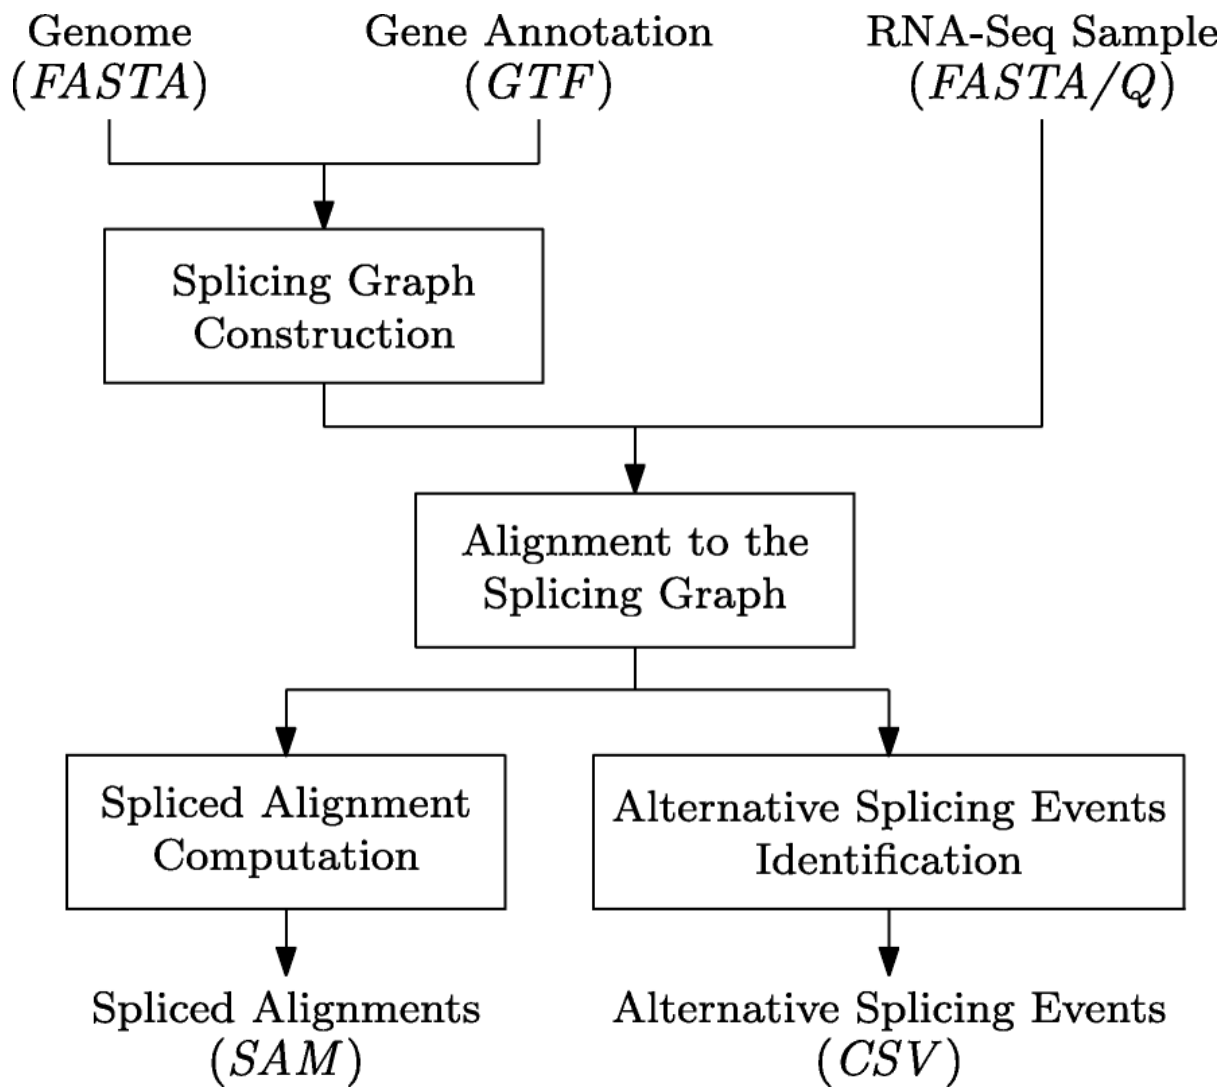 Genome
(FASTA)
Gene Annotation
(GTF)
RNA-Seq Sample
(FASTA/Q)
Splicing Graph
Construction
Alignment to the
Splicing Graph
Spliced Alignment
Computation
Alternative Splicing Events
Identification
Spliced Alignments
(SAM)
Alternative Splicing Events
(CSV)